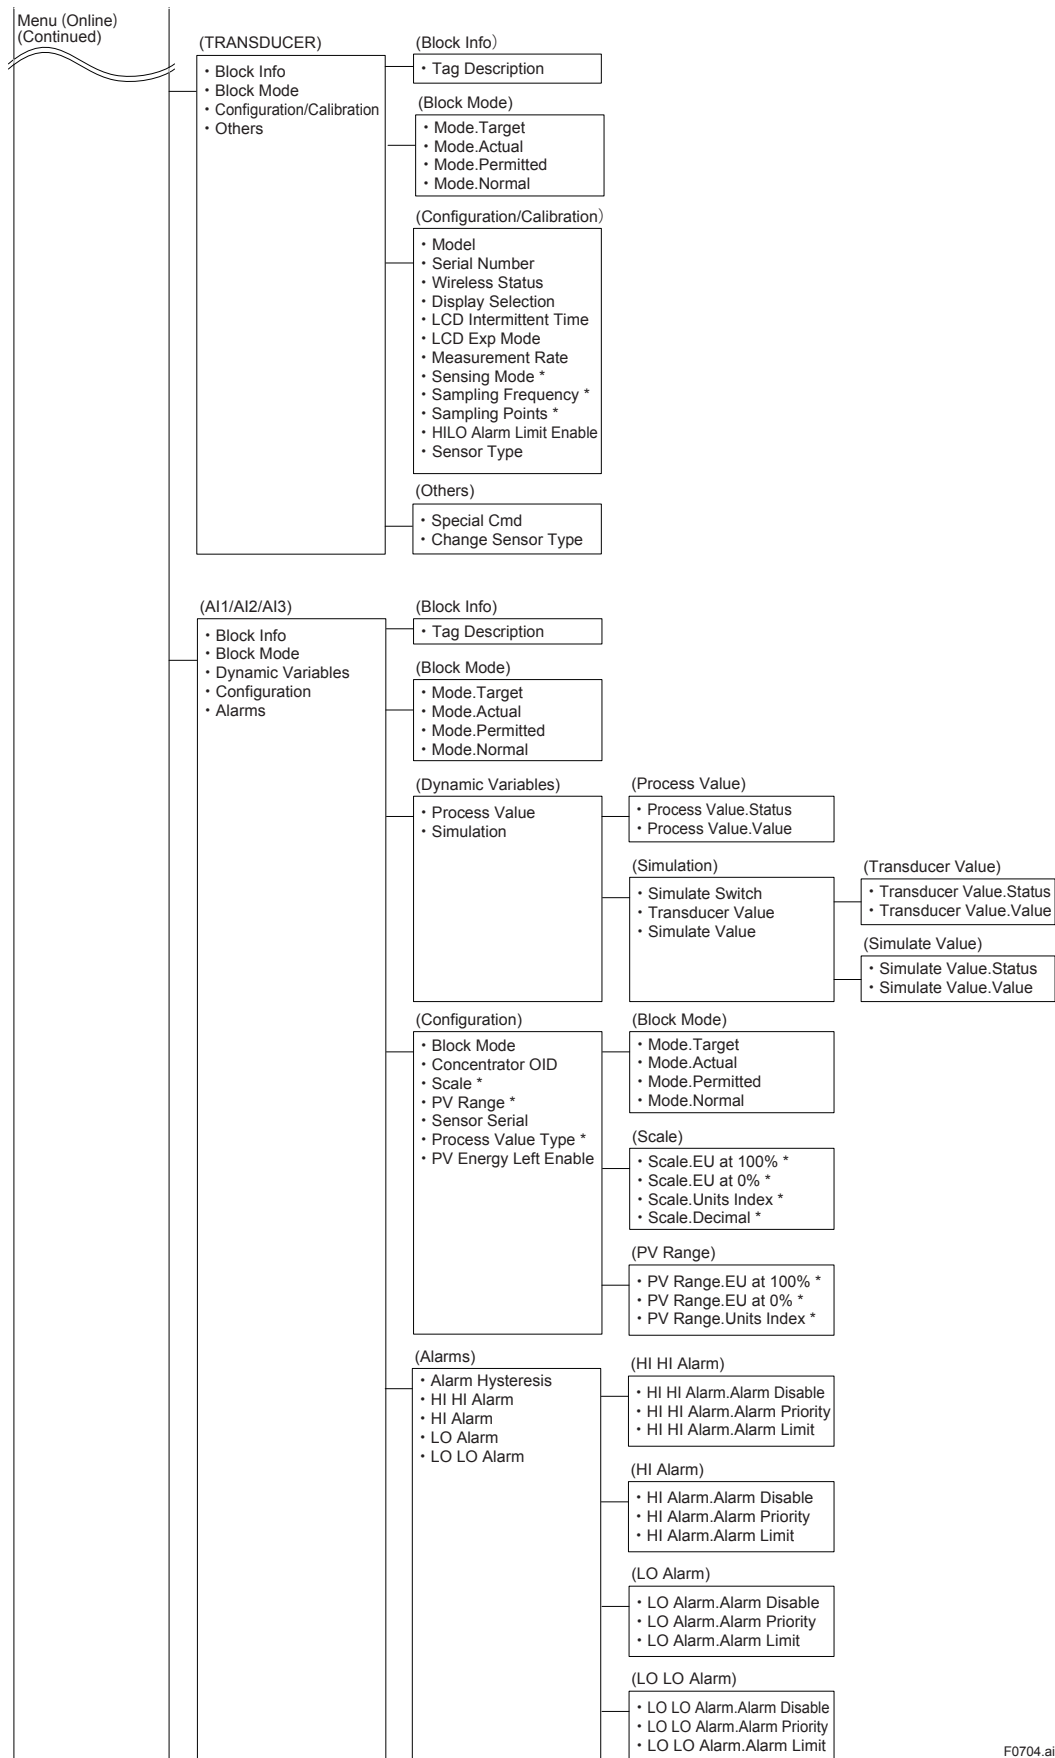 Menu (Online)
(Continued)
(TRANSDUCER)
・Block Info
・Block Mode
・Configuration/Calibration
・Others
(Block Info)
・Tag Description
(Block Mode)
・Mode.Target
・Mode.Actual
・Mode.Permitted
・Mode.Normal
(Configuration/Calibration)
・Model
・Serial Number
・Wireless Status
・Display Selection
・LCD Intermittent Time
・LCD Exp Mode
・Measurement Rate
・Sensing Mode *
・Sampling Frequency *
・Sampling Points *
・HILO Alarm Limit Enable
・Sensor Type
(Others)
・Special Cmd
・Change Sensor Type
(AI1/AI2/AI3)
・Block Info
・Block Mode
・Dynamic Variables
・Configuration
・Alarms
(Block Info)
・Tag Description
(Block Mode)
・Mode.Target
・Mode.Actual
・Mode.Permitted
・Mode.Normal
(Dynamic Variables)
・Process Value
・Simulation
(Process Value)
・Process Value.Status
・Process Value.Value
(Simulation)
・Simulate Switch
・Transducer Value
・Simulate Value
(Transducer Value)
・Transducer Value.Status
・Transducer Value.Value
(Simulate Value)
・Simulate Value.Status
・Simulate Value.Value
(Configuration)
・Block Mode
・Concentrator OID
・Scale *
・PV Range *
・Sensor Serial
・Process Value Type *
・PV Energy Left Enable
(Block Mode)
・Mode.Target
・Mode.Actual
・Mode.Permitted
・Mode.Normal
(Scale)
・Scale.EU at 100% *
・Scale.EU at 0% *
・Scale.Units Index *
・Scale.Decimal *
(PV Range)
・PV Range.EU at 100% *
・PV Range.EU at 0% *
・PV Range.Units Index *
(Alarms)
・Alarm Hysteresis
・HI HI Alarm
・HI Alarm
・LO Alarm
・LO LO Alarm
(HI HI Alarm)
・HI HI Alarm.Alarm Disable
・HI HI Alarm.Alarm Priority
・HI HI Alarm.Alarm Limit
(HI Alarm)
・HI Alarm.Alarm Disable
・HI Alarm.Alarm Priority
・HI Alarm.Alarm Limit
(LO Alarm)
・LO Alarm.Alarm Disable
・LO Alarm.Alarm Priority
・LO Alarm.Alarm Limit
(LO LO Alarm)
・LO LO Alarm.Alarm Disable
・LO LO Alarm.Alarm Priority
・LO LO Alarm.Alarm Limit
F0704.ai